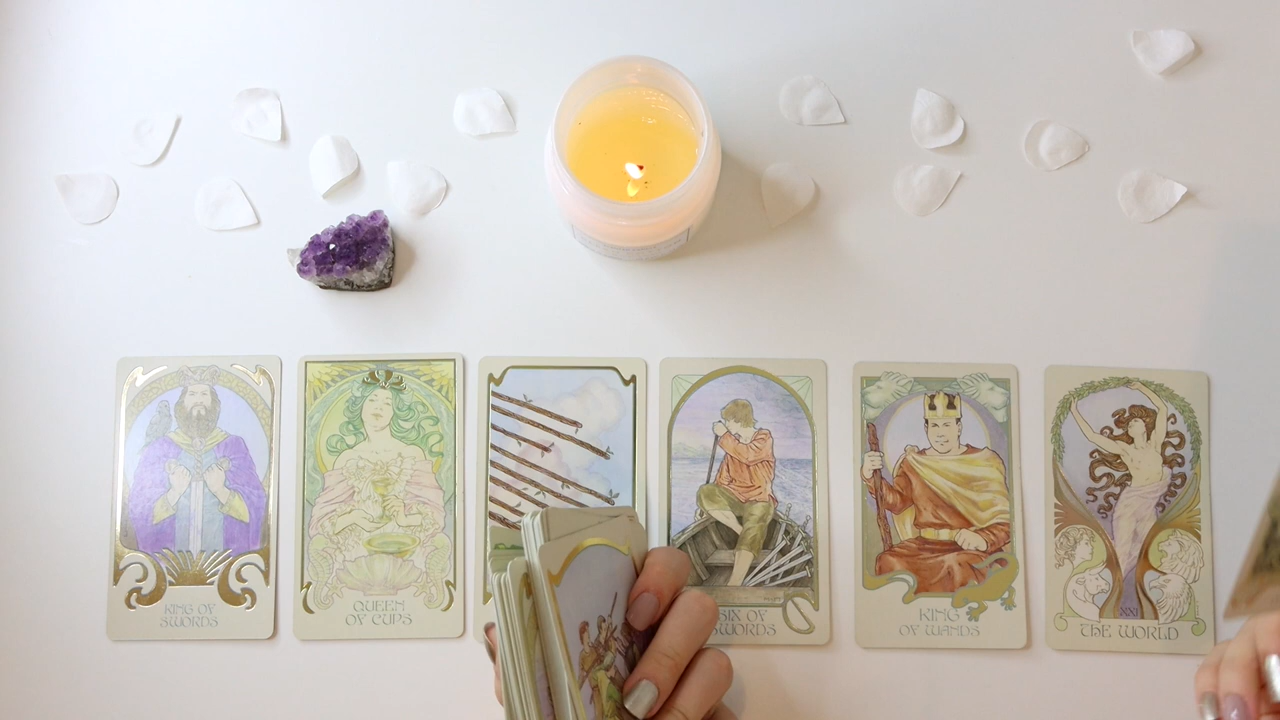 KING OF
SWORDS
QUEEN
OF CUPS
SIX OF
SWORDS
KING
OF WANDS
XXI
THE WORLD